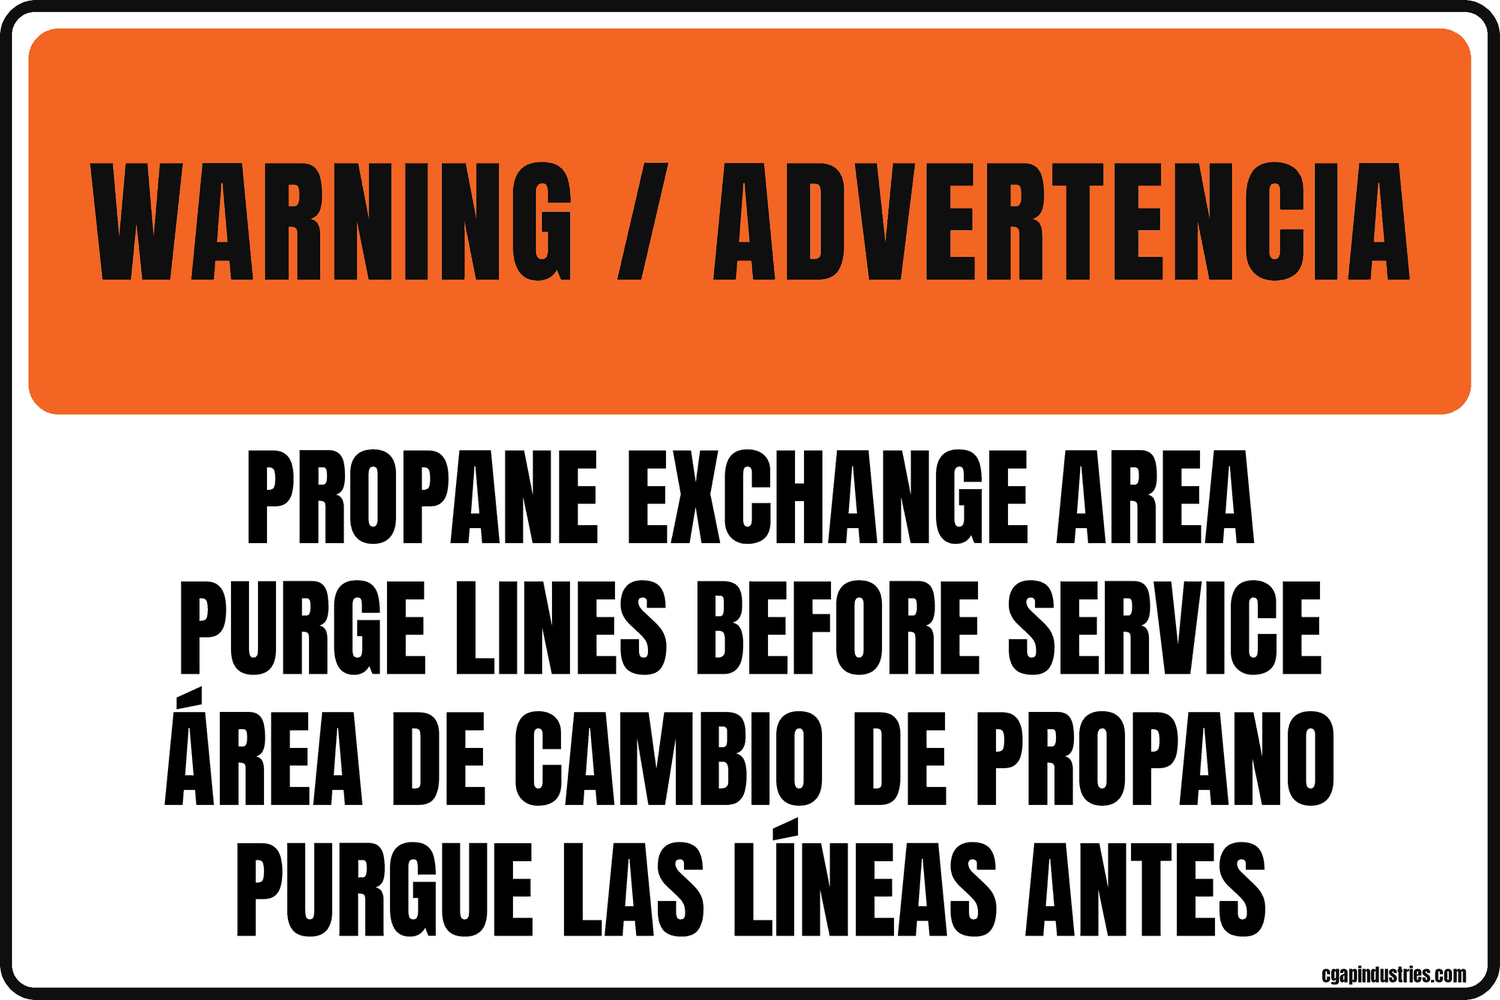 WARNING / ADVERTENCIA
PROPANE EXCHANGE AREA
PURGE LINES BEFORE SERVICE
ÁREA DE CAMBIO DE PROPANO
PURGUE LAS LÍNEAS ANTES
cgapindustries.com